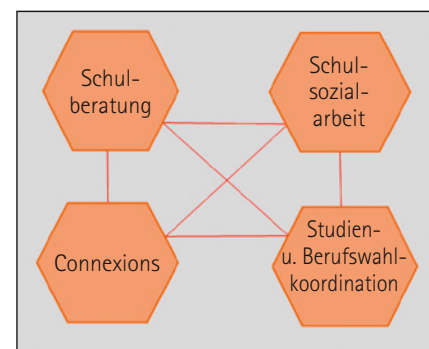 Schul-
beratung
Schul-
sozial-
arbeit
Connexions
Studien-
u. Berufswahl-
koordination